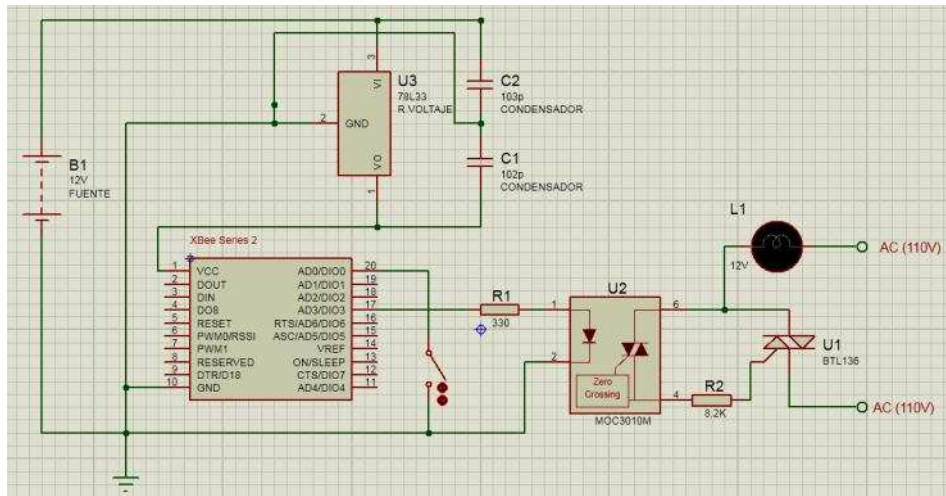 U3
78L33
R.VOLTAJE
3
VI
2
GND
VO
1
C2
103p
CONDENSADOR
C1
102p
CONDENSADOR
B1
12V
FUENTE
XBee Series 2
1 VCC AD0/DIO0 20
2 DOUT AD1/DIO1 19
3 DIN AD2/DIO2 18
4 DO8 AD3/DIO3 17
5 RESET RTS/AD6/DIO6 16
6 PWM0/RSSI ASC/AD5/DIO5 15
7 PWM1 VREF 14
8 RESERVED ON/SLEEP 13
9 DTR/D18 CTS/DIO7 12
10 GND AD4/DIO4 11
R1
330
U2
1
2
6
4
Zero
Crossing
MOC3010M
L1
12V
AC (110V)
U1
BTL136
R2
8.2K
AC (110V)